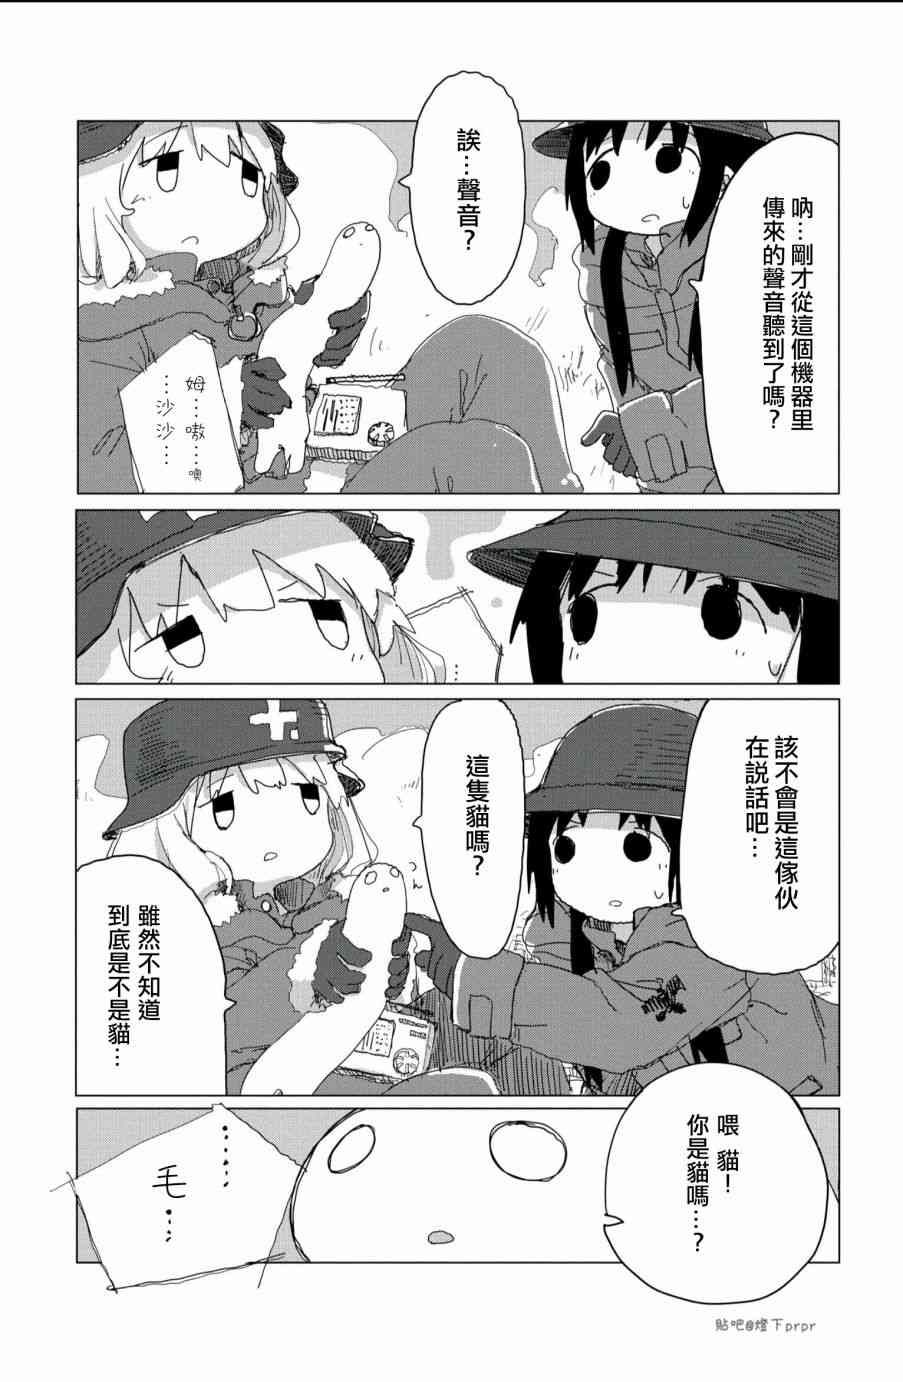 吶…剛才從這個機器里
傳來的聲音聽到了嗎?
誒…聲音?
姆…嗷…噢
…沙沙…
…
該不會是這傢伙
在説話吧…
這隻貓嗎?
雖然不知道
到底是不是貓…
喂 貓!
你是貓嗎…?
……
毛…
貼吧@燈下prpr